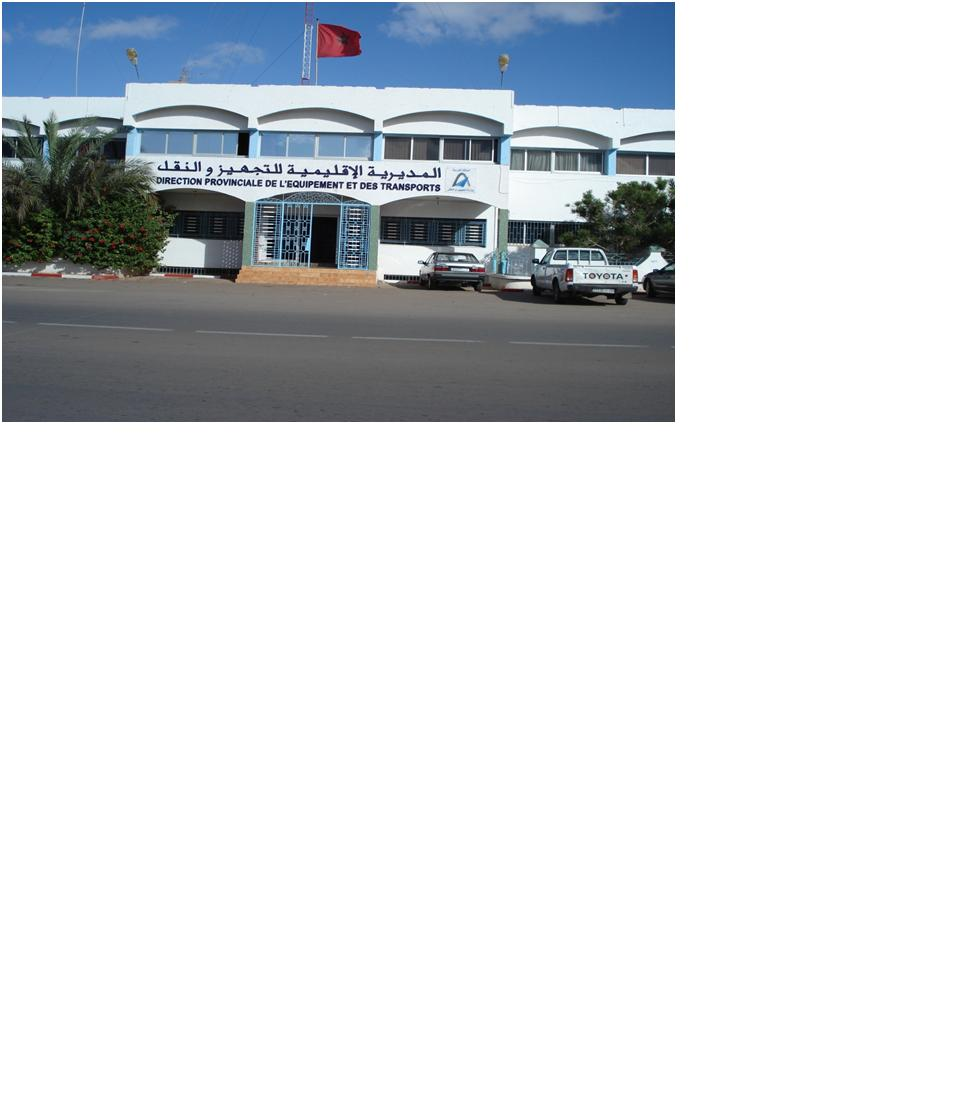 المديرية الإقليمية للتجهيز و النقل
DIRECTION PROVINCIALE DE L'EQUIPEMENT ET DES TRANSPORTS
TOYOTA